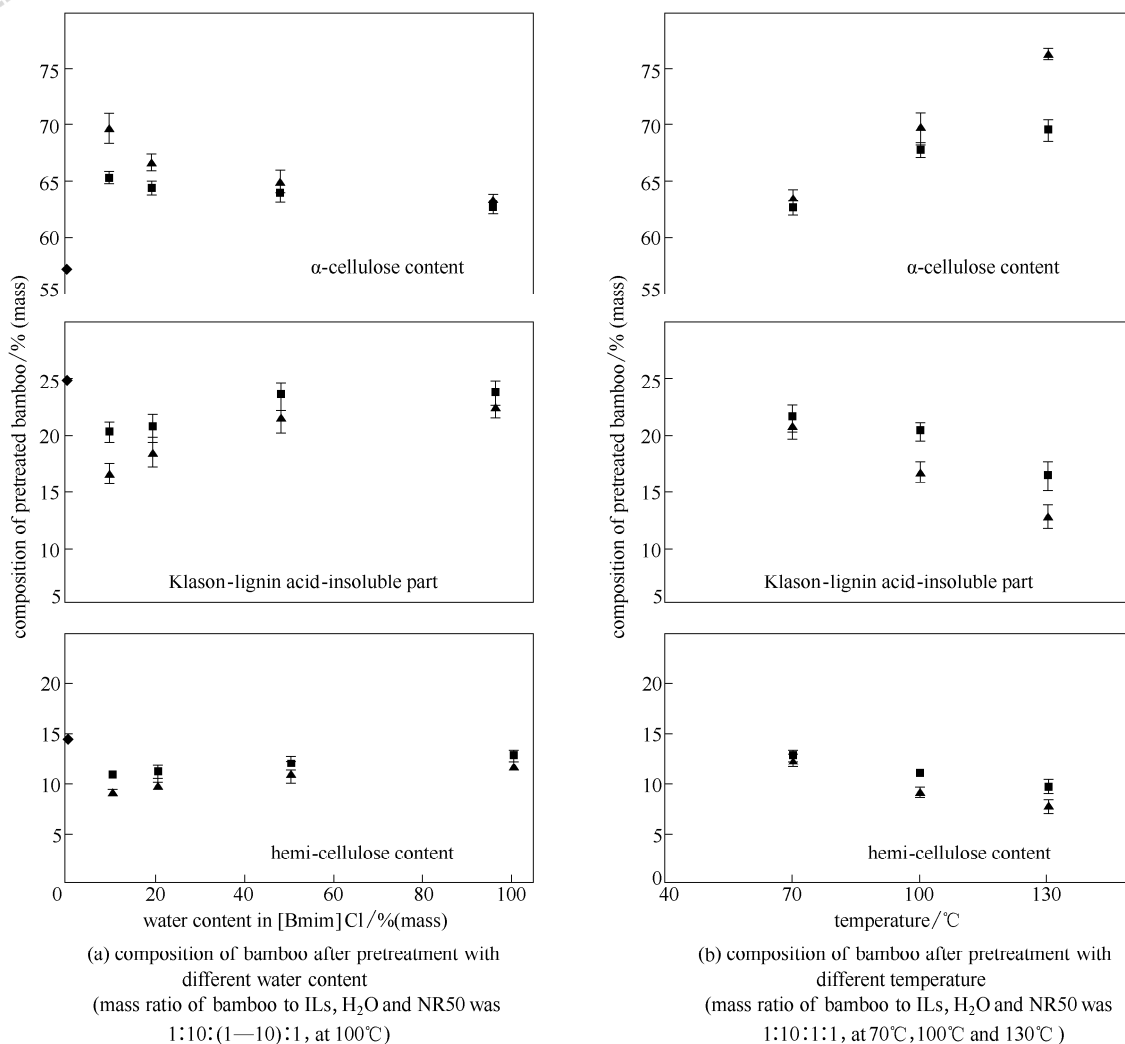 composition of pretreated bamboo/% (mass)
75
70
65
60
55
α-cellulose content
25
20
15
10
5
Klason-lignin acid-insoluble part
20
15
10
5
hemi-cellulose content
0
20
40
60
80
100
water content in [Bmim]Cl/%(mass)
(a) composition of bamboo after pretreatment with
different water content
(mass ratio of bamboo to ILs, H₂O and NR50 was
1∶10∶(1—10)∶1, at 100℃)
composition of pretreated bamboo/% (mass)
75
70
65
60
55
α-cellulose content
25
20
15
10
5
Klason-lignin acid-insoluble part
20
15
10
5
0
hemi-cellulose content
40
70
100
130
temperature/℃
(b) composition of bamboo after pretreatment with
different temperature
(mass ratio of bamboo to ILs, H₂O and NR50 was
1∶10∶1∶1, at 70℃, 100℃ and 130℃)